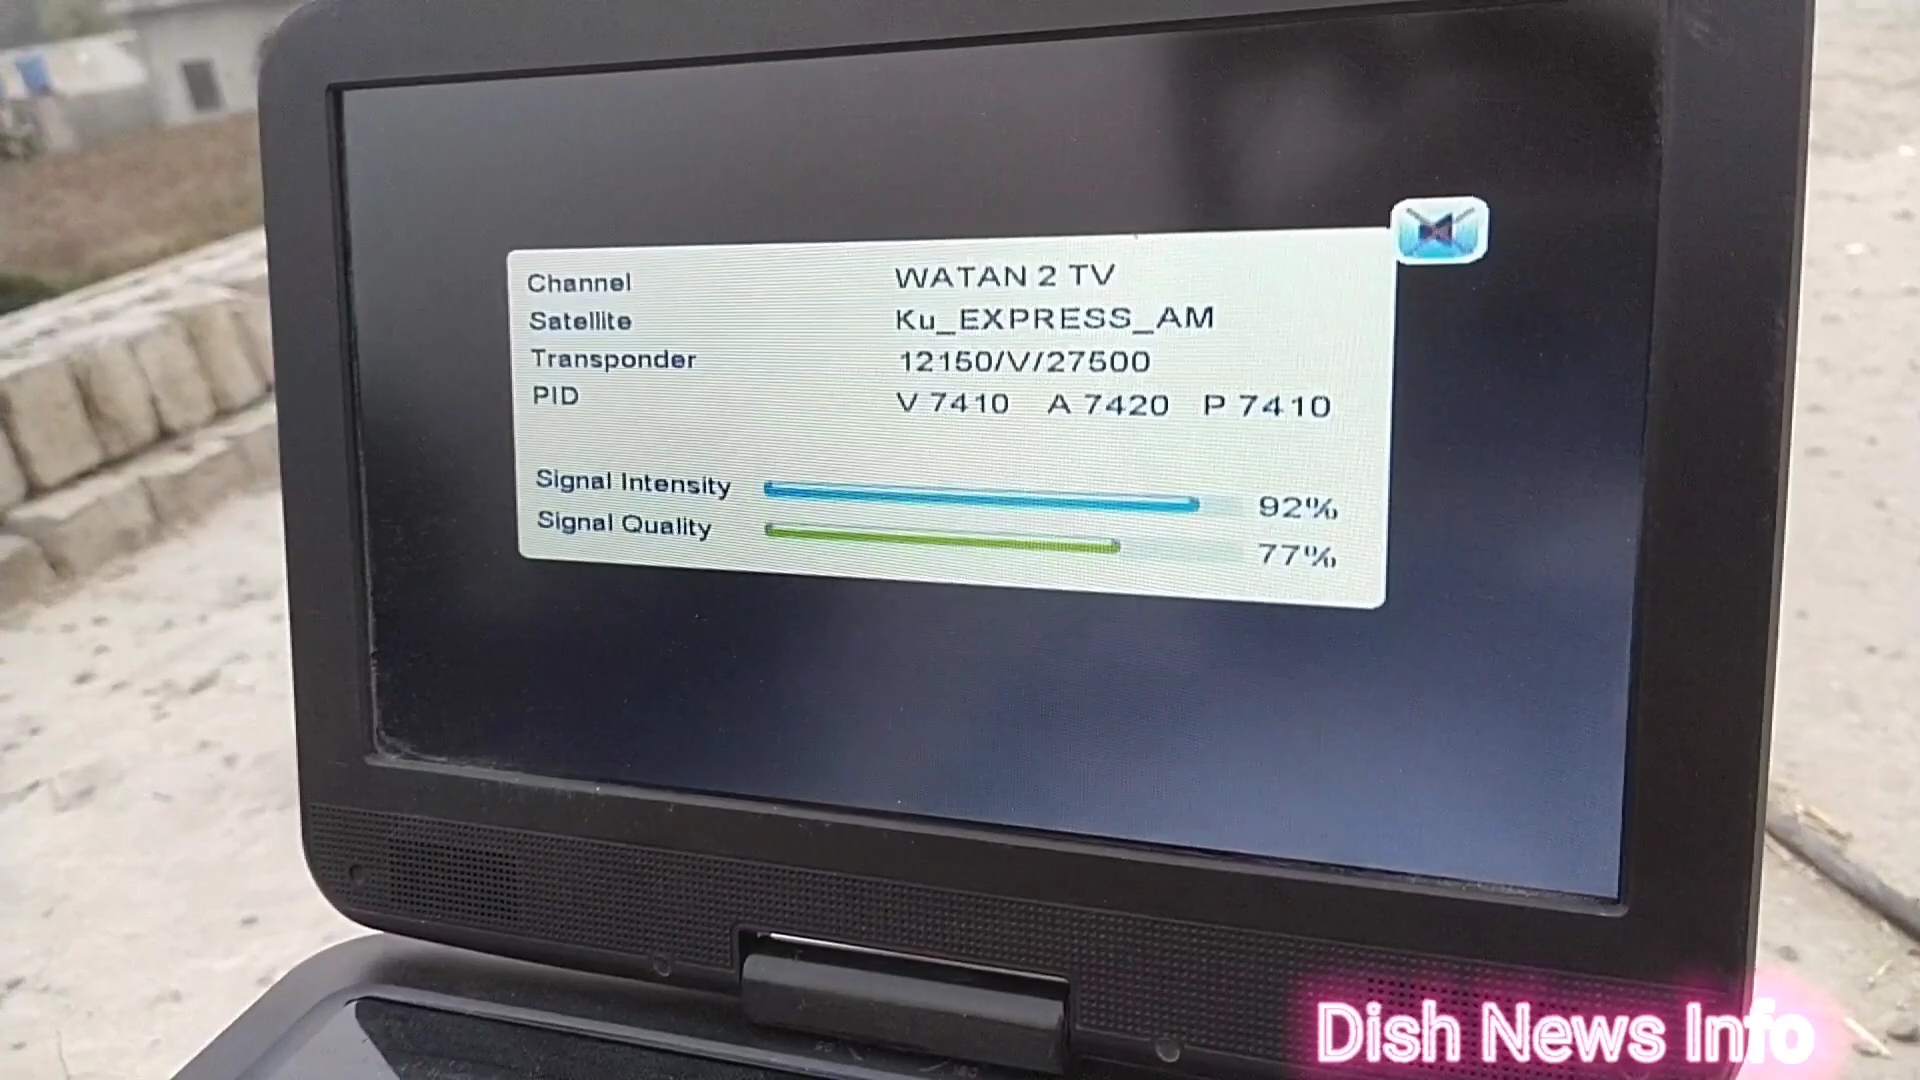 Channel WATAN 2 TV
Satellite Ku_EXPRESS_AM
Transponder 12150/V/27500
PID V 7410 A 7420 P 7410
Signal Intensity 92%
Signal Quality 77%
Dish News Info